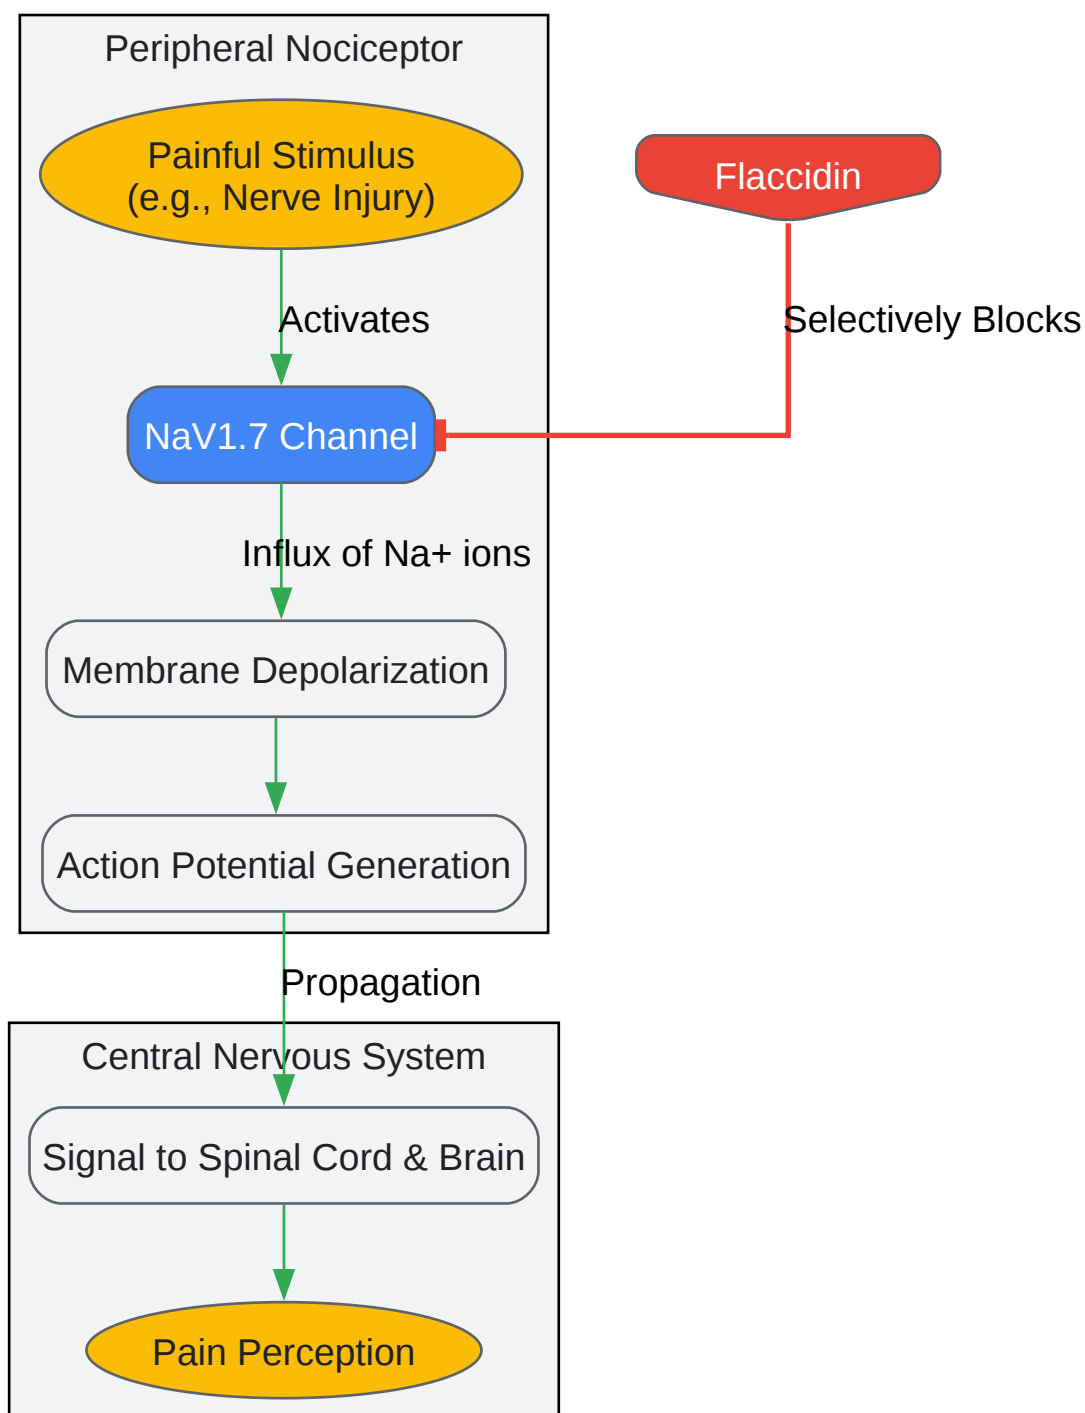 Peripheral Nociceptor
Painful Stimulus
(e.g., Nerve Injury)
Flaccidin
Activates
Selectively Blocks
NaV1.7 Channel
Influx of Na+ ions
Membrane Depolarization
Action Potential Generation
Propagation
Central Nervous System
Signal to Spinal Cord & Brain
Pain Perception